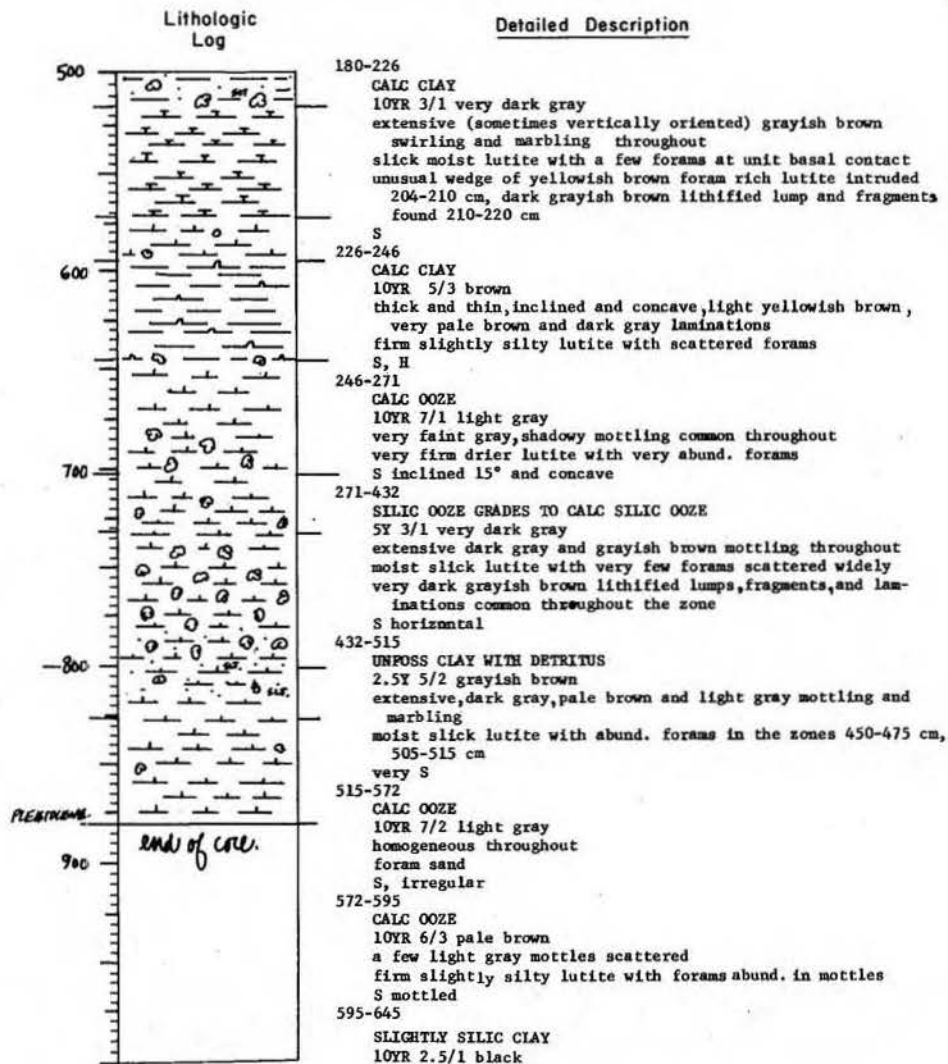 Lithologic
Log
Detailed Description
500
600
700
800
PLEISTOCENE
end of core.
900
180-226
CALC CLAY
10YR 3/1 very dark gray
extensive (sometimes vertically oriented) grayish brown
swirling and marbling throughout
slick moist lutite with a few forams at unit basal contact
unusual wedge of yellowish brown foram rich lutite intruded
204-210 cm, dark grayish brown lithified lump and fragments
found 210-220 cm
S
226-246
CALC CLAY
10YR 5/3 brown
thick and thin,inclined and concave,light yellowish brown,
very pale brown and dark gray laminations
firm slightly silty lutite with scattered forams
S, H
246-271
CALC OOZE
10YR 7/1 light gray
very faint gray,shadowy mottling common throughout
very firm drier lutite with very abund. forams
S inclined 15° and concave
271-432
SILIC OOZE GRADES TO CALC SILIC OOZE
5Y 3/1 very dark gray
extensive dark gray and grayish brown mottling throughout
moist slick lutite with very few forams scattered widely
very dark grayish brown lithified lumps,fragments,and lam-
inations common throughout the zone
S horizontal
432-515
UNFOSS CLAY WITH DETRITUS
2.5Y 5/2 grayish brown
extensive,dark gray,pale brown and light gray mottling and
marbling
moist slick lutite with abund. forams in the zones 450-475 cm,
505-515 cm
very S
515-572
CALC OOZE
10YR 7/2 light gray
homogeneous throughout
foram sand
S, irregular
572-595
CALC OOZE
10YR 6/3 pale brown
a few light gray mottles scattered
firm slightly silty lutite with forams abund. in mottles
S mottled
595-645
SLIGHTLY SILIC CLAY
10YR 2.5/1 black